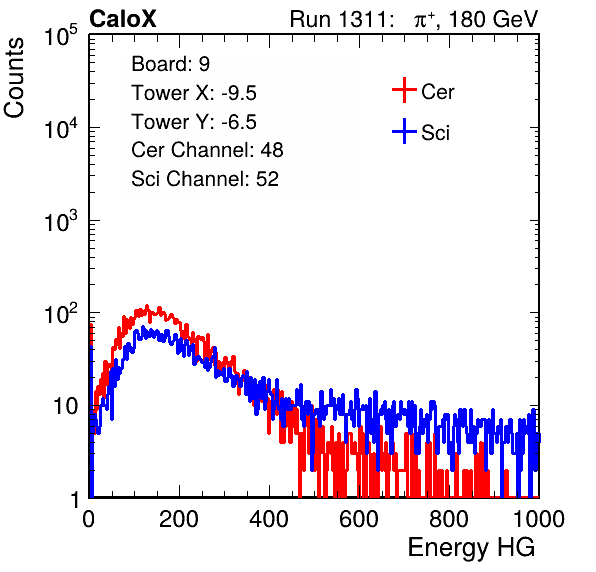 CaloX Run 1311: π⁺, 180 GeV
Board: 9
Tower X: -9.5
Tower Y: -6.5
Cer Channel: 48
Sci Channel: 52
Cer
Sci
Counts
10⁵
10⁴
10³
10²
10
1
0 200 400 600 800 1000
Energy HG